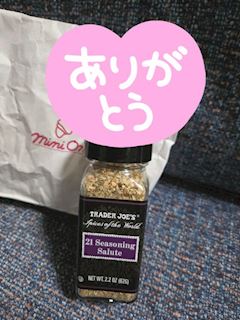 ありが
とう
TRADER JOE'S
Spices of the World
21 Seasoning
Salute
NET WT. 2.2 OZ (62G)
mini